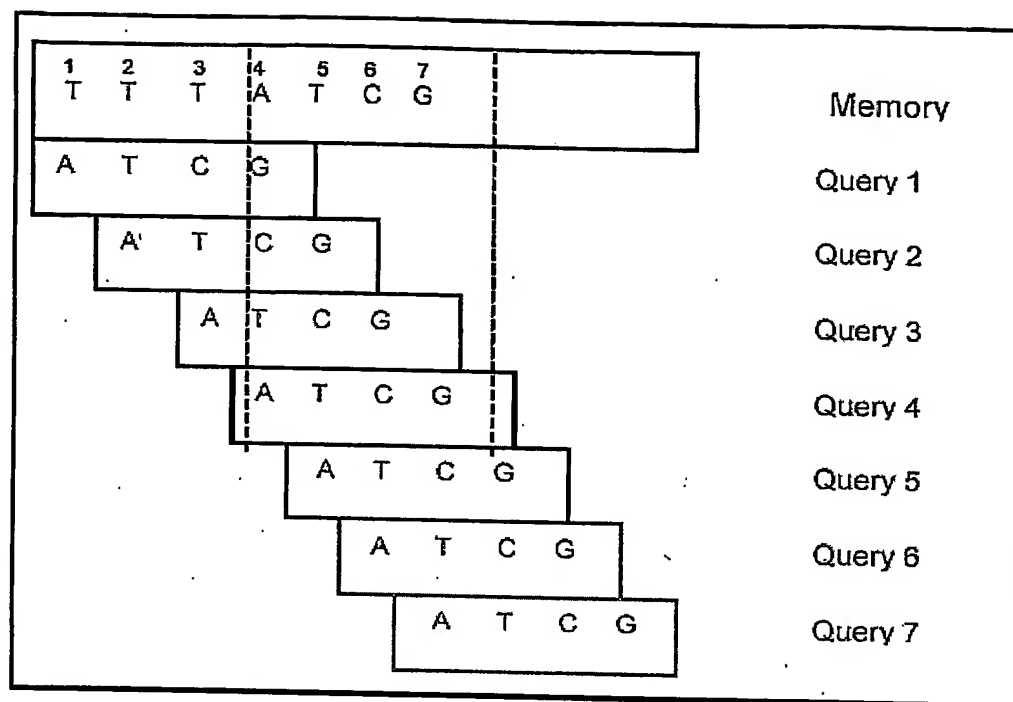 1 2 3 4 5 6 7
T T T A T C G
Memory
A T C G
Query 1
A T C G
Query 2
A T C G
Query 3
A T C G
Query 4
A T C G
Query 5
A T C G
Query 6
A T C G
Query 7